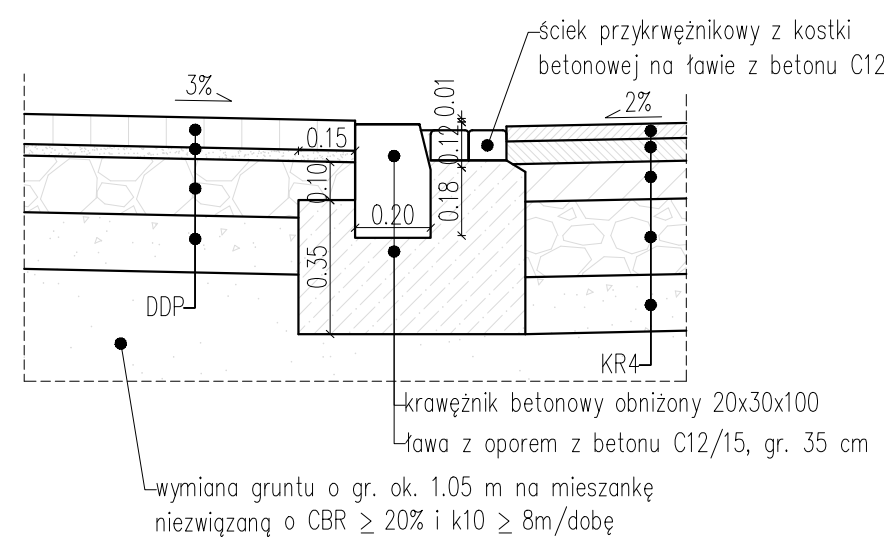 ściek przykrwężnikowy z kostki
betonowej na ławie z betonu C12
3%
2%
0.01
0.15
0.12
0.10
0.18
0.20
0.35
DDP
KR4
krawężnik betonowy obniżony 20x30x100
ława z oporem z betonu C12/15, gr. 35 cm
wymiana gruntu o gr. ok. 1.05 m na mieszankę
niezwiązaną o CBR ≥ 20% i k10 ≥ 8m/dobę